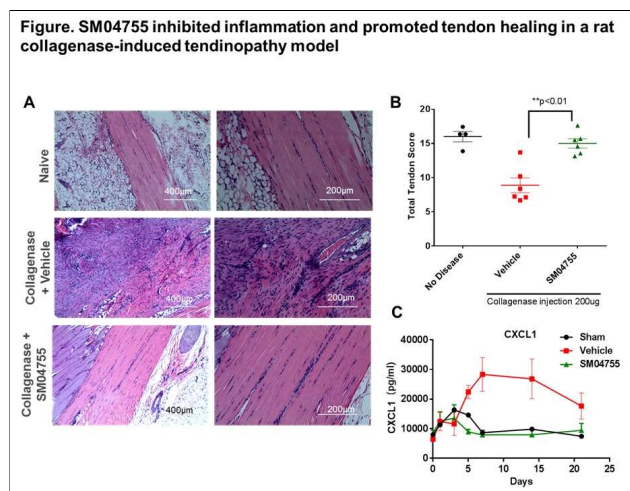 Figure. SM04755 inhibited inflammation and promoted tendon healing in a rat
collagenase-induced tendinopathy model
A
Naive
400µm
200µm
Collagenase
+ Vehicle
400µm
200µm
Collagenase +
SM04755
400µm
200µm
B
**p<0.01
Total Tendon Score
20
15
10
5
0
No Disease
Vehicle
SM04755
Collagenase injection 200ug
C
CXCL1
Sham
Vehicle
SM04755
CXCL1 (pg/ml)
40000
30000
20000
10000
0
0 5 10 15 20 25
Days